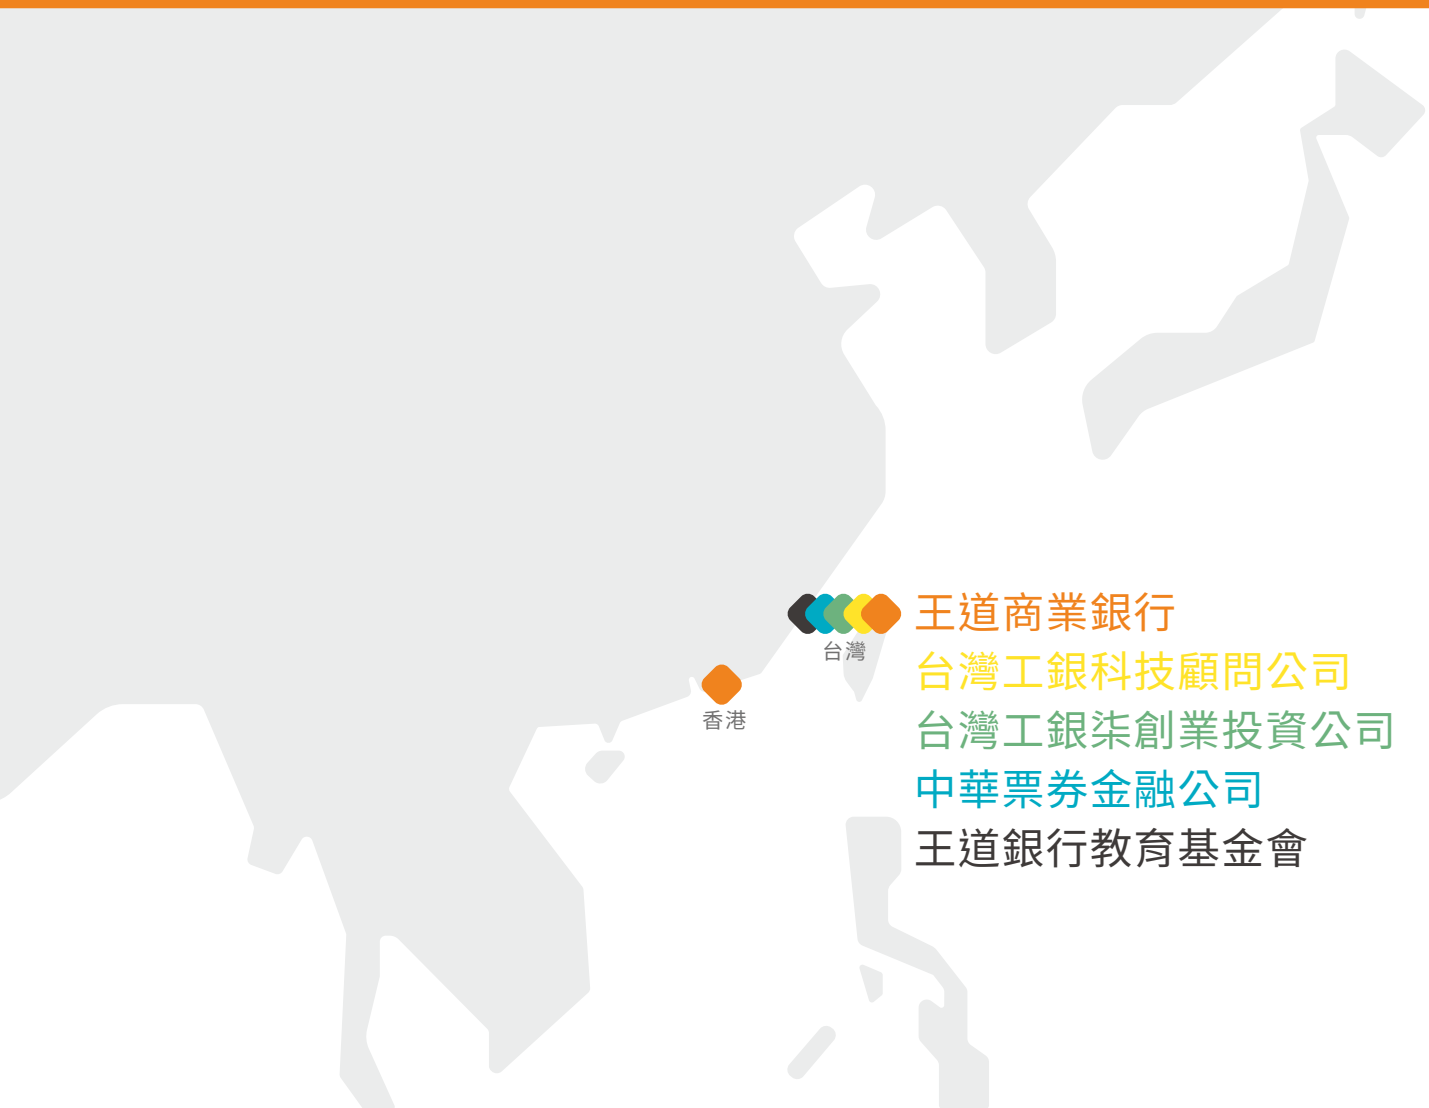 王道商業銀行
台灣
台灣工銀科技顧問公司
香港
台灣工銀柒創業投資公司
中華票券金融公司
王道銀行教育基金會